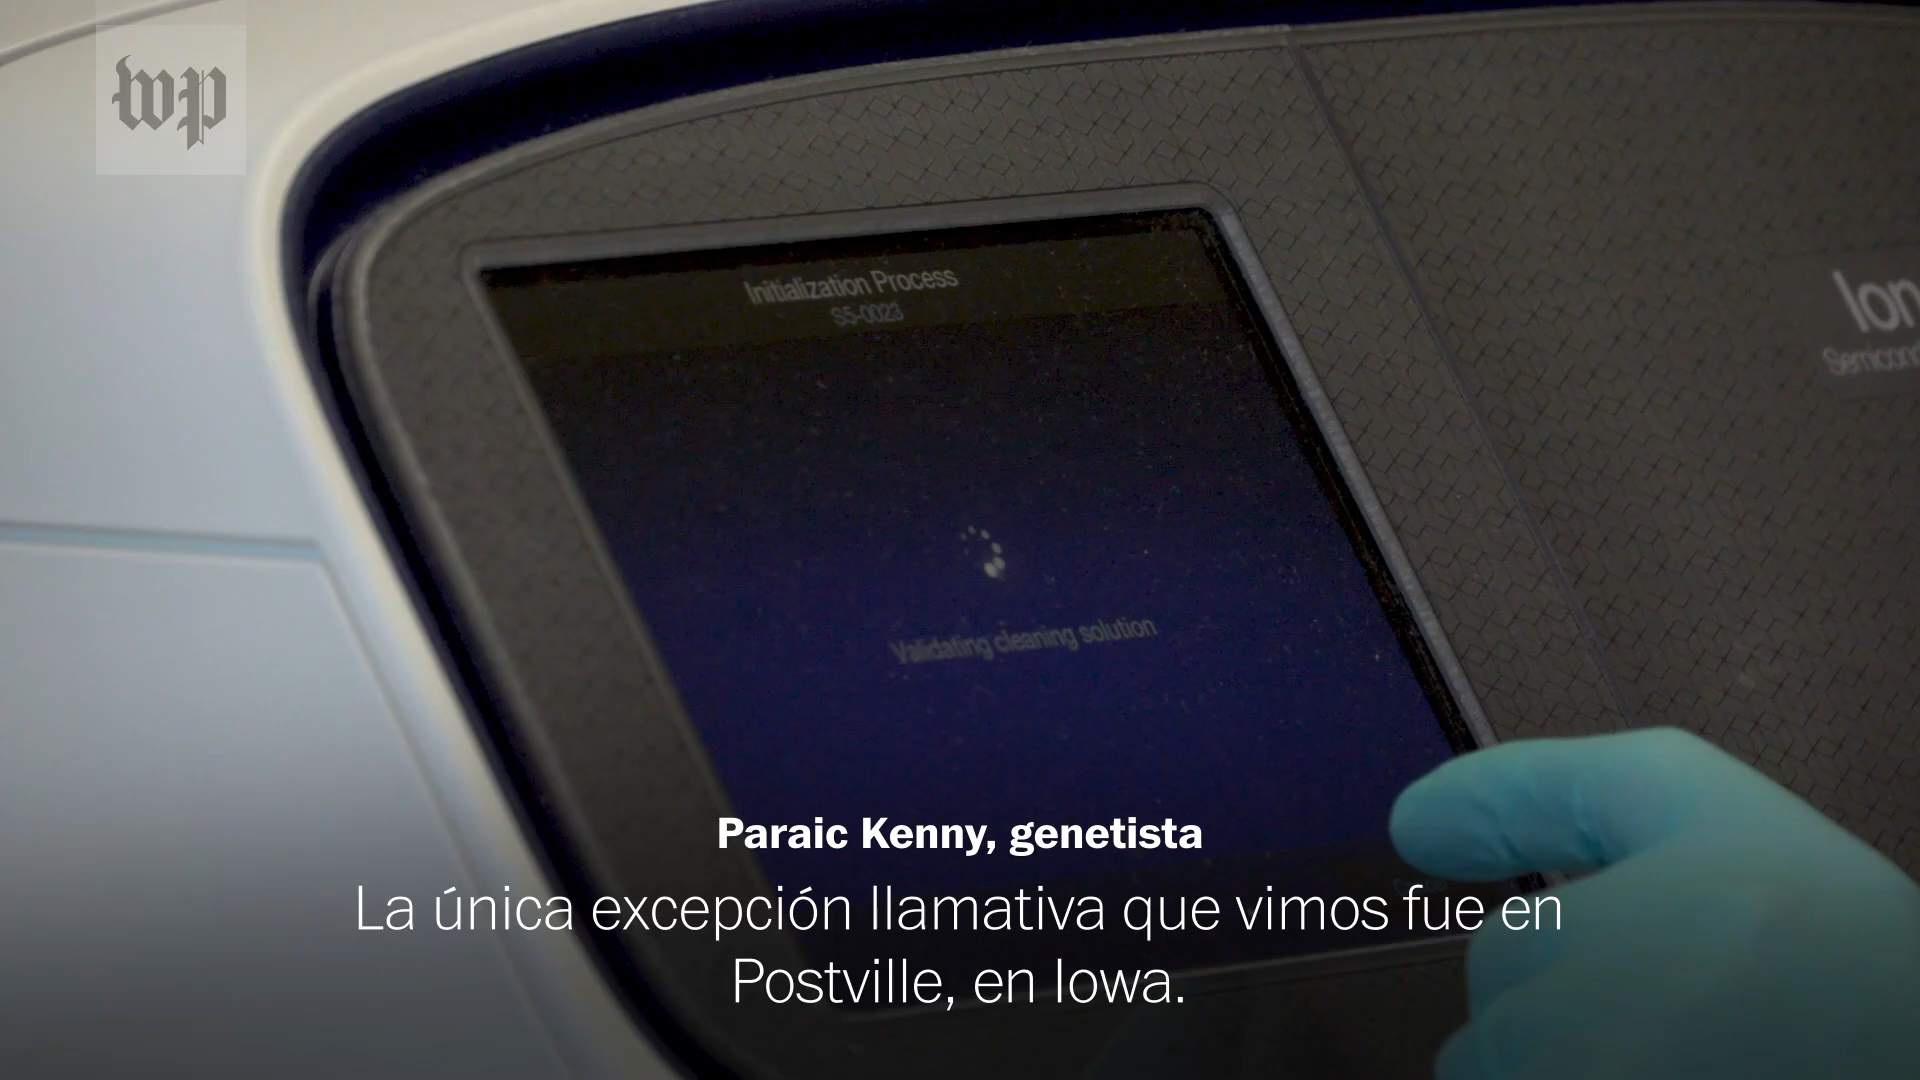 wp
Initialization Process
S5-0023
Ion
Validating cleaning solution
Paraic Kenny, genetista
La única excepción llamativa que vimos fue en
Postville, en Iowa.